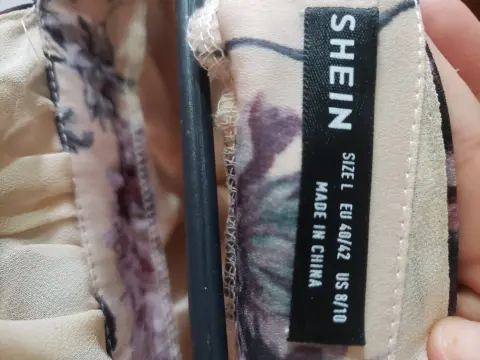 SHEIN
SIZE L EU 40/42 US 8/10
MADE IN CHINA